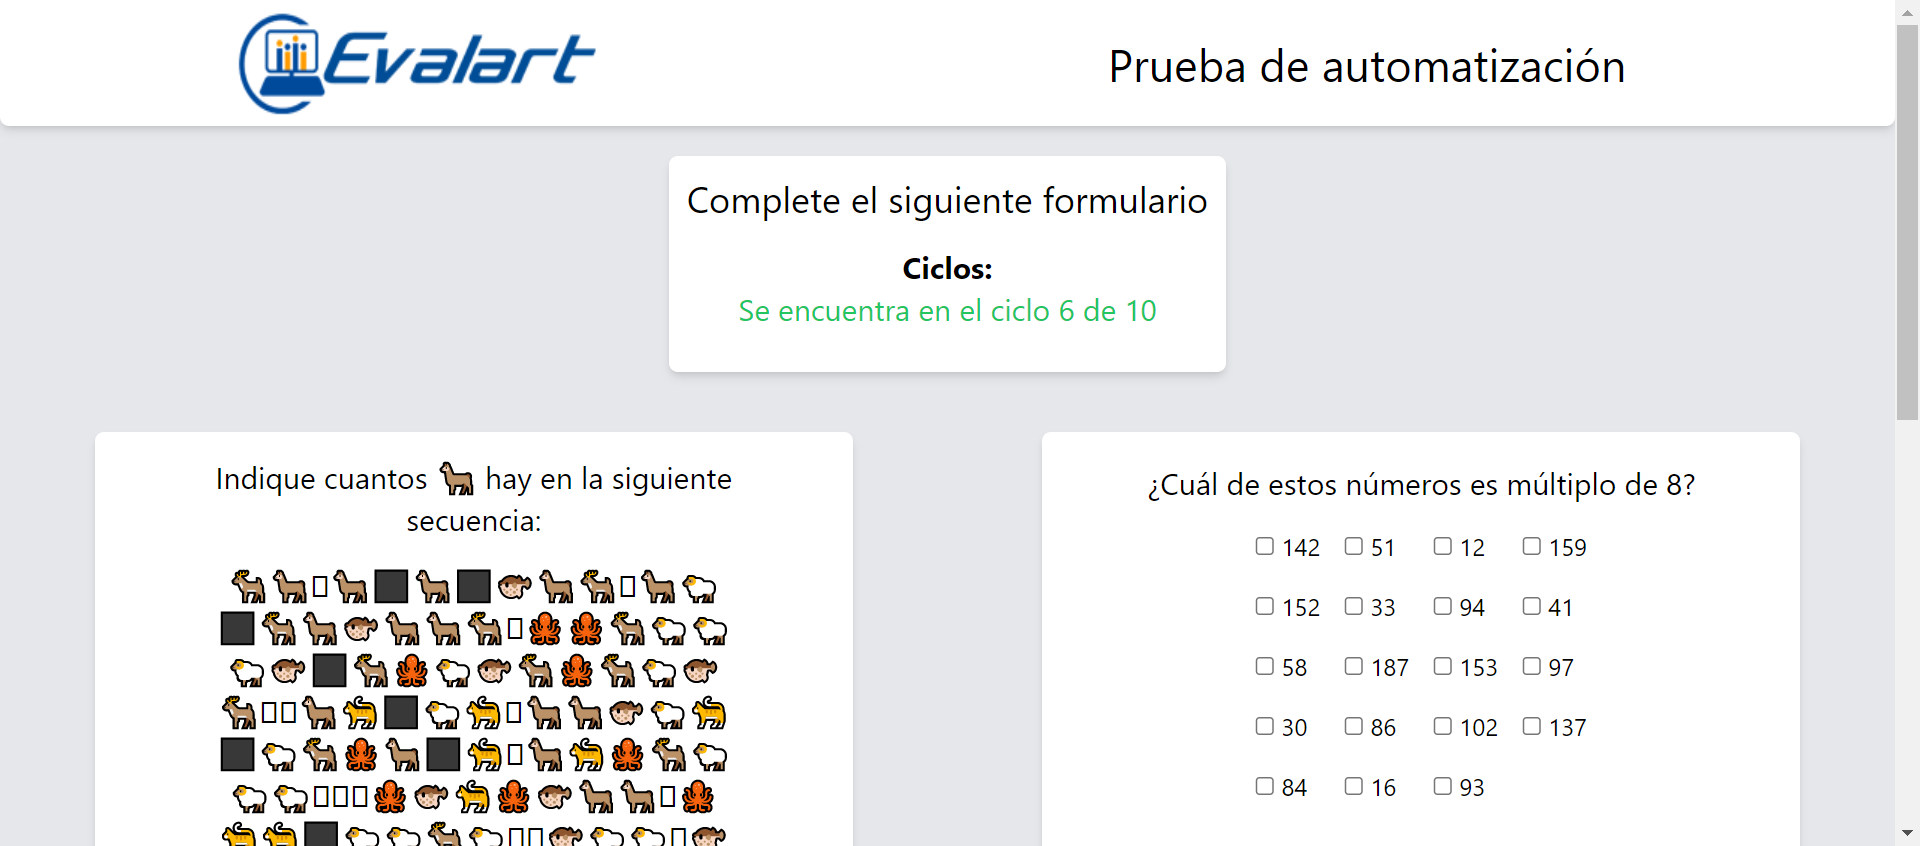 Evalart
Prueba de automatización
Complete el siguiente formulario
Ciclos:
Se encuentra en el ciclo 6 de 10
Indique cuantos 🐐 hay en la siguiente
secuencia:
¿Cuál de estos números es múltiplo de 8?
142 51 12 159
152 33 94 41
58 187 153 97
30 86 102 137
84 16 93